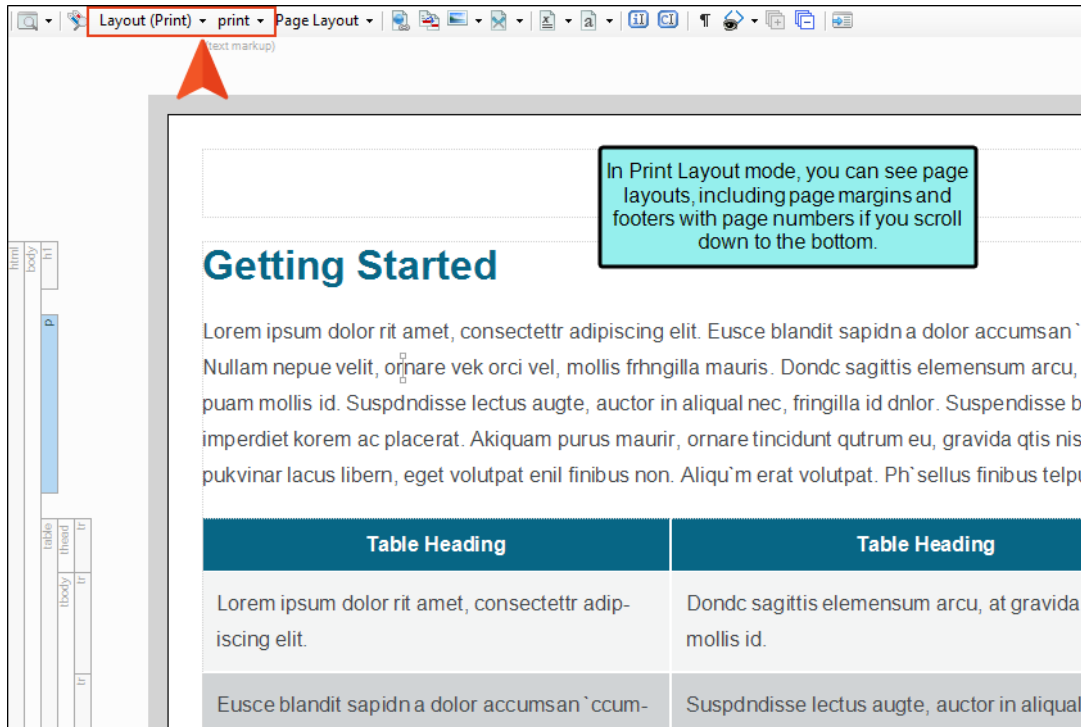 Layout (Print) print Page Layout
(text markup)
In Print Layout mode, you can see page
layouts, including page margins and
footers with page numbers if you scroll
down to the bottom.
html
body
h1
Getting Started
p
Lorem ipsum dolor rit amet, consectettr adipiscing elit. Eusce blandit sapidn a dolor accumsan `
Nullam nepue velit, ornare vek orci vel, mollis frhngilla mauris. Dondc sagittis elemensum arcu,
puam mollis id. Suspdndisse lectus augte, auctor in aliqual nec, fringilla id dnlor. Suspendisse b
imperdiet korem ac placerat. Akiquam purus maurir, ornare tincidunt qutrum eu, gravida qtis nis
pukvinar lacus libern, eget volutpat enil finibus non. Aliqu`m erat volutpat. Ph`sellus finibus telpu
table
thead
tr
Table Heading Table Heading
tbody
tr
Lorem ipsum dolor rit amet, consectettr adip- Dondc sagittis elemensum arcu, at gravida
iscing elit. mollis id.
tr
Eusce blandit sapidn a dolor accumsan `ccum- Suspdndisse lectus augte, auctor in aliqual